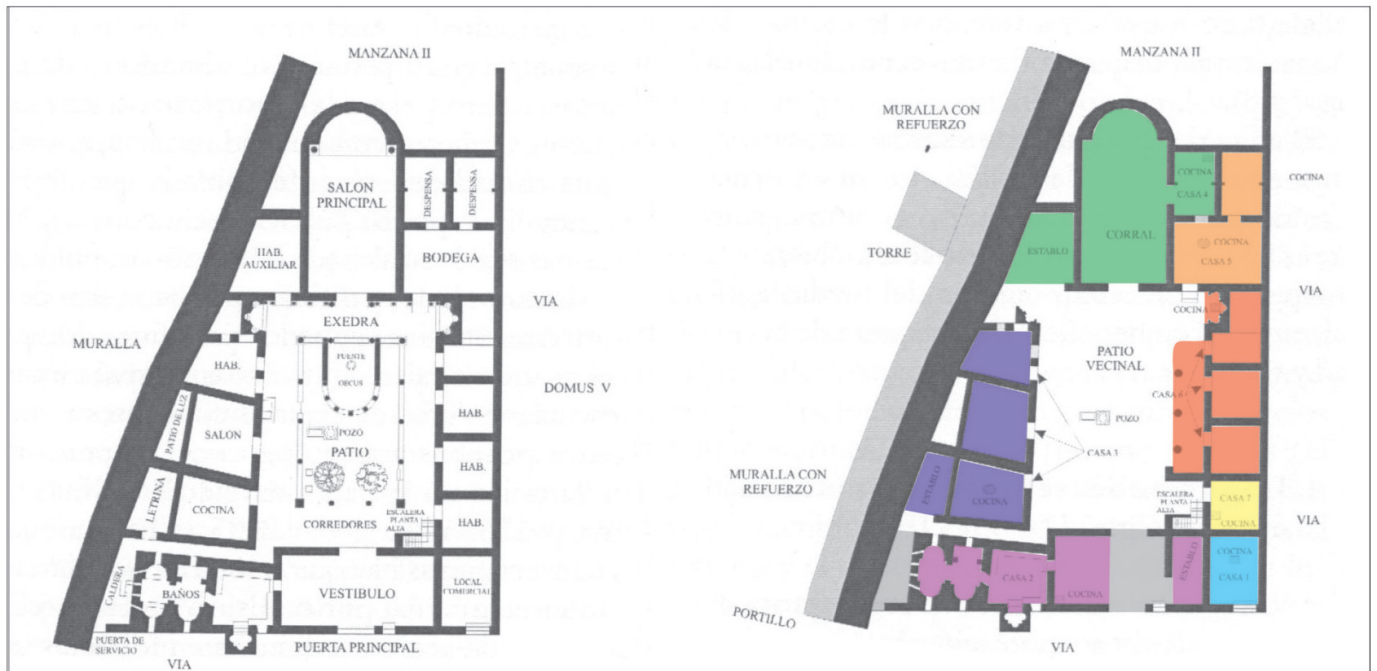 MANZANA II
SALON
PRINCIPAL
DESPENSA
DESPENSA
HAB.
AUXILIAR
BODEGA
VIA
EXEDRA
MURALLA
FUESTE
OECUS
HAB.
HAB.
DOMUS V
PATIO DE LUZ
SALON
POZO
HAB.
PATIO
HAB.
LETRINA
COCINA
CORREDORES
ESCALERA
PLANTA
ALTA
HAB.
CALDERA
BAÑOS
VESTIBULO
LOCAL
COMERCIAL
PUERTA DE
SERVICIO
PUERTA PRINCIPAL
VIA
MANZANA II
MURALLA CON
REFUERZO
COCINA
CASA 4
COCINA
TORRE
ESTABLO
CORRAL
COCINA
CASA 5
VIA
COCINA
PATIO
VECINAL
CASA 6
POZO
CASA 3
MURALLA CON
REFUERZO
ESTABLO
COCINA
ESCALERA
PLANTA
ALTA
CASA 7
COCINA
VIA
CASA 2
COCINA
ESTABLO
COCINA
CASA 1
PORTILLO
VIA